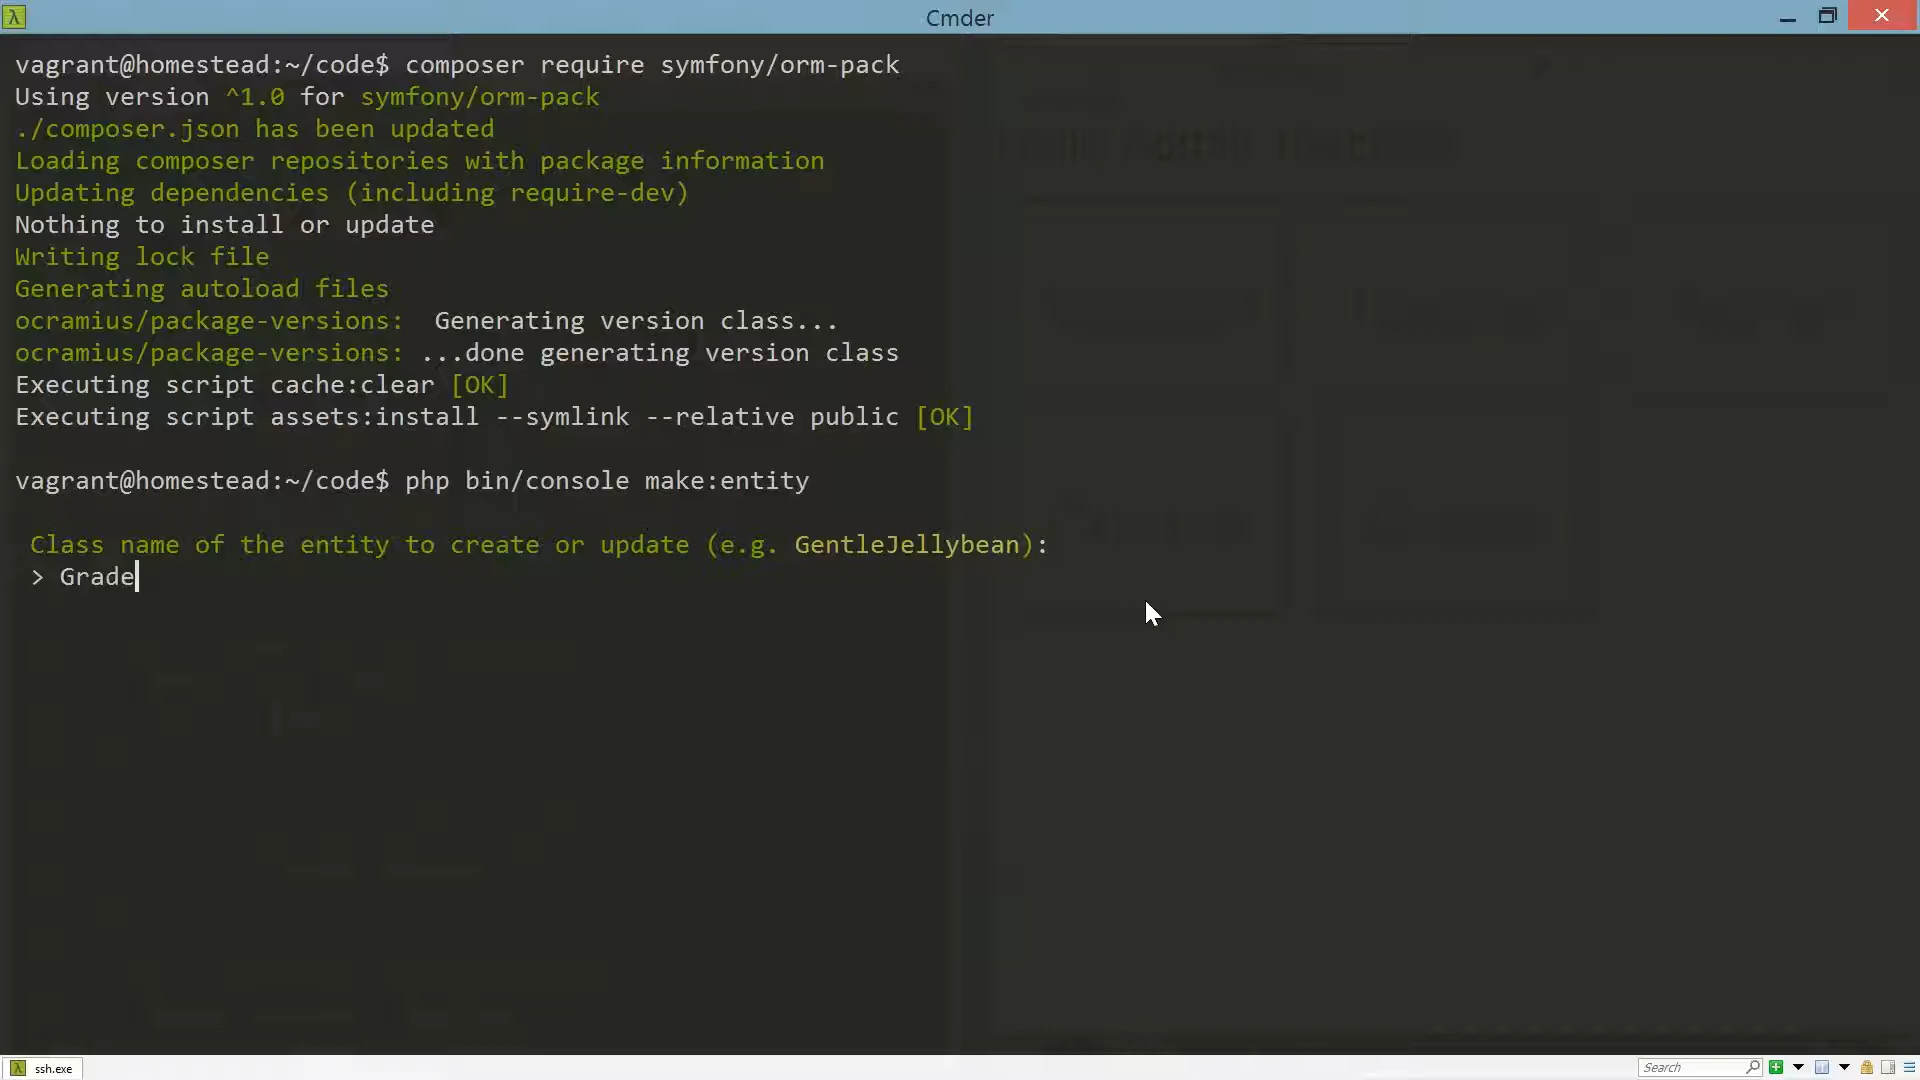 Cmder
vagrant@homestead:~/code$ composer require symfony/orm-pack
Using version ^1.0 for symfony/orm-pack
./composer.json has been updated
Loading composer repositories with package information
Updating dependencies (including require-dev)
Nothing to install or update
Writing lock file
Generating autoload files
ocramius/package-versions:  Generating version class...
ocramius/package-versions: ...done generating version class
Executing script cache:clear [OK]
Executing script assets:install --symlink --relative public [OK]
vagrant@homestead:~/code$ php bin/console make:entity
Class name of the entity to create or update (e.g. GentleJellybean):
> Grade
ssh.exe
Search